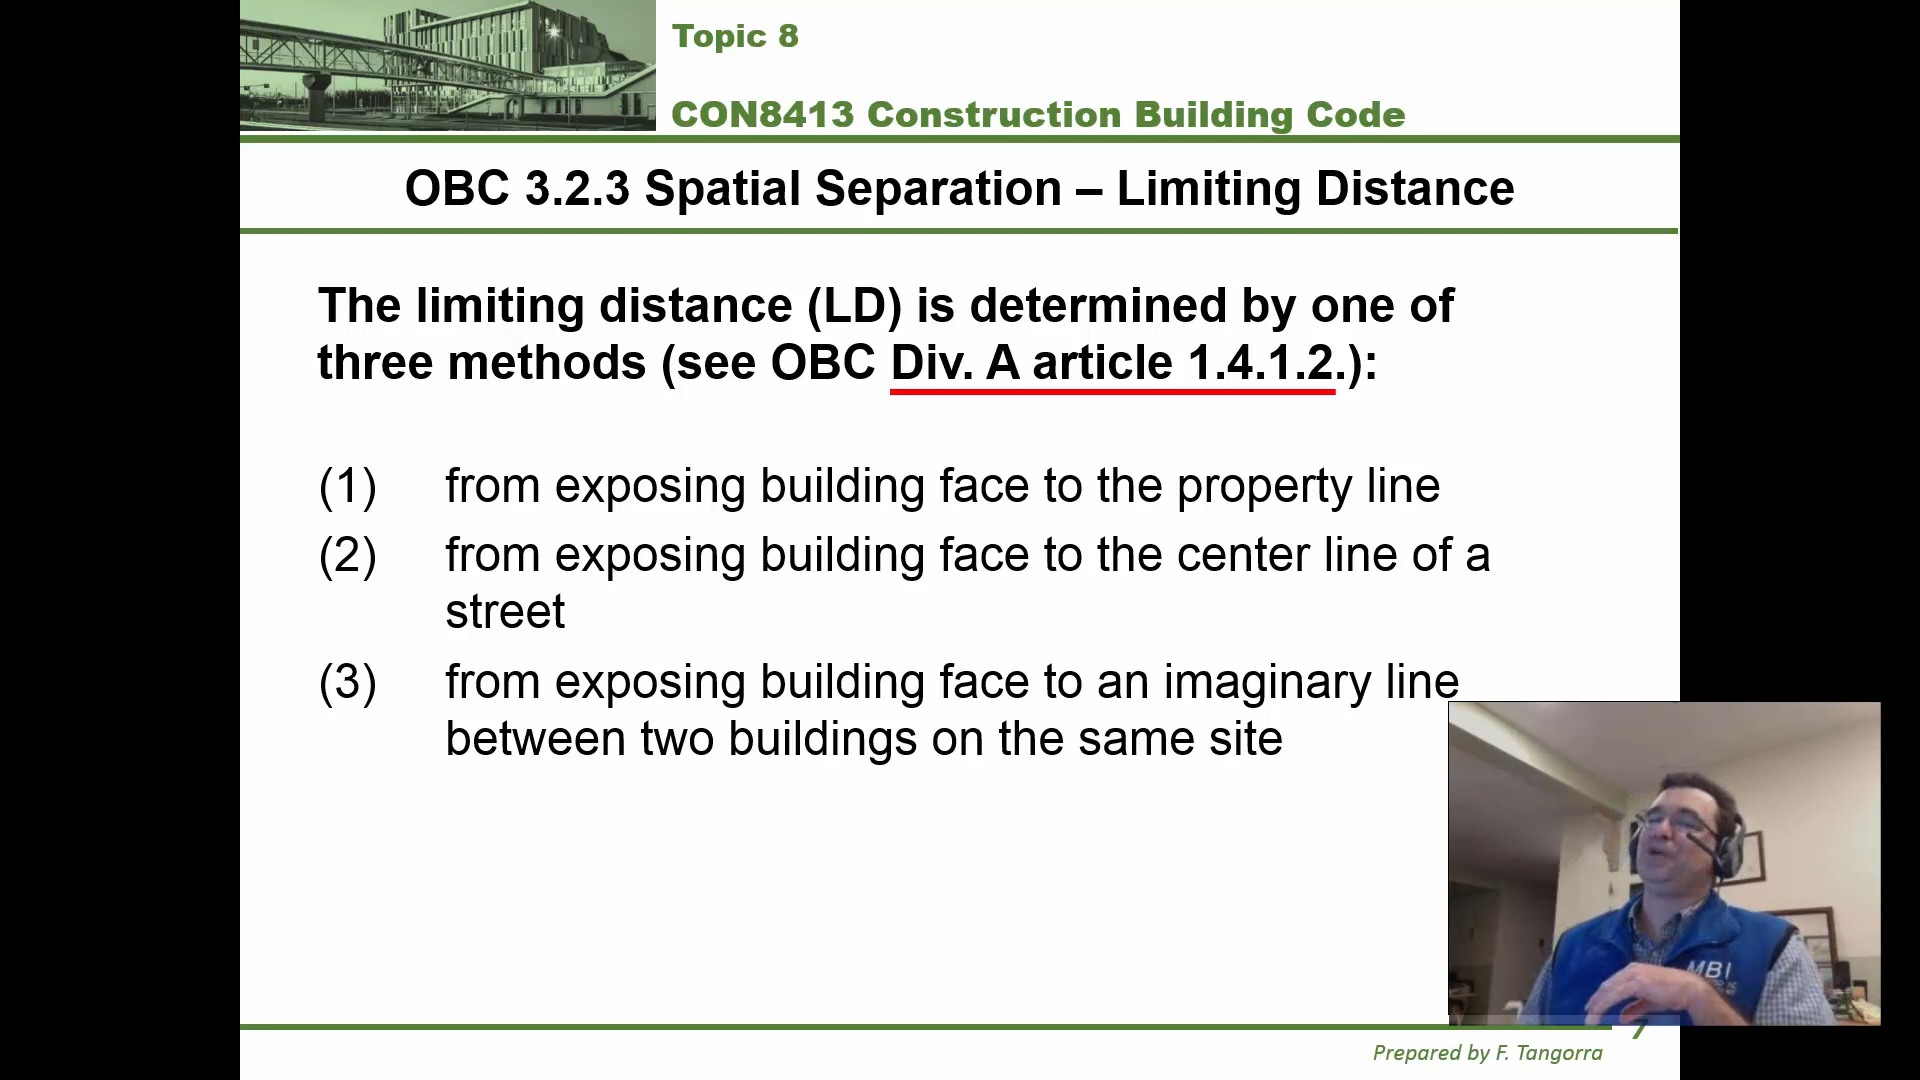 Topic 8
CON8413 Construction Building Code
OBC 3.2.3 Spatial Separation – Limiting Distance
The limiting distance (LD) is determined by one of
three methods (see OBC Div. A article 1.4.1.2.):
(1) from exposing building face to the property line
(2) from exposing building face to the center line of a
street
(3) from exposing building face to an imaginary line
between two buildings on the same site
MBI
7
Prepared by F. Tangorra